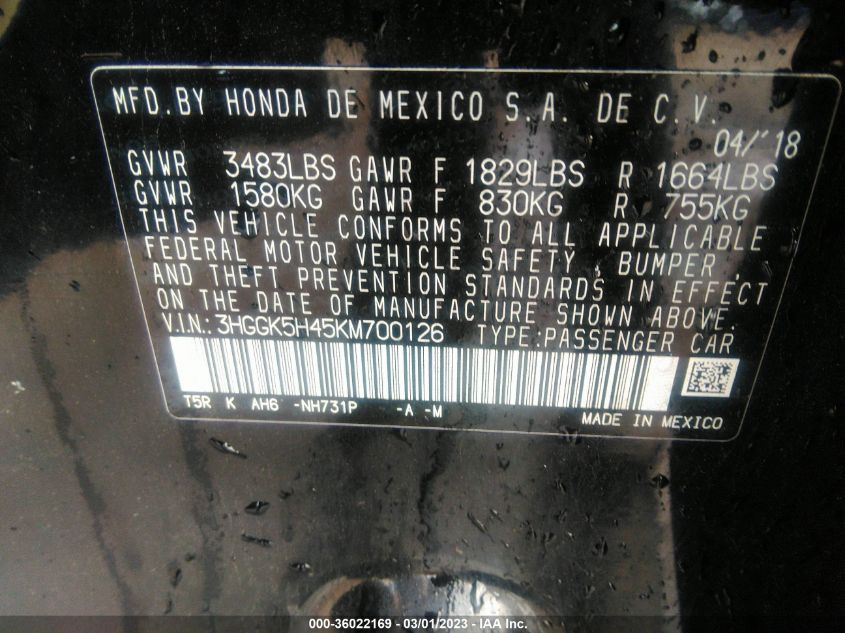 MFD.BY HONDA DE MEXICO S.A. DE C.V.
04/'18
GVWR 3483LBS GAWR F 1829LBS R 1664LBS
GVWR 1580KG GAWR F 830KG R 755KG
THIS VEHICLE CONFORMS TO ALL APPLICABLE
FEDERAL MOTOR VEHICLE SAFETY , BUMPER ,
AND THEFT PREVENTION STANDARDS IN EFFECT
ON THE DATE OF MANUFACTURE SHOWN ABOVE.
V.I.N.:3HGGK5H45KM700126 TYPE:PASSENGER CAR
T5R K AH6 -NH731P -A -M
MADE IN MEXICO
000-36022169 - 03/01/2023 - IAA Inc.